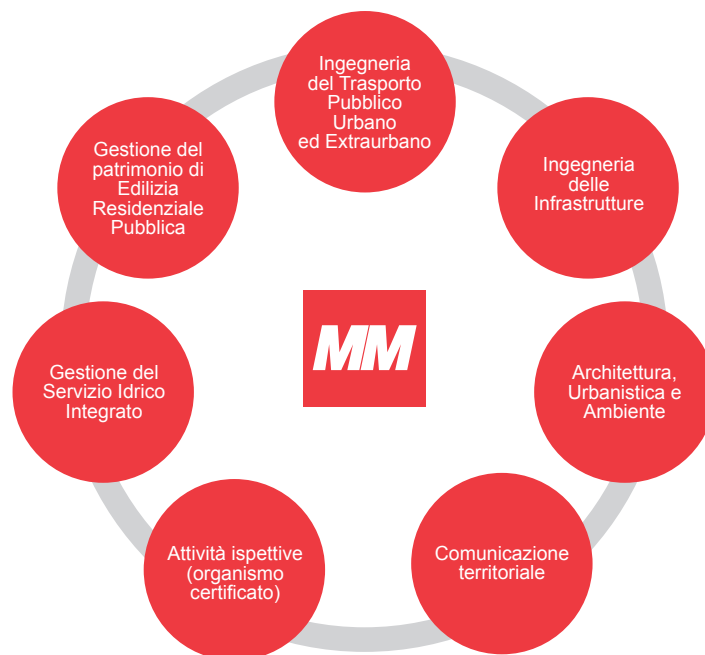 Ingegneria
del Trasporto
Pubblico
Urbano
ed Extraurbano
Ingegneria
delle
Infrastrutture
Architettura,
Urbanistica e
Ambiente
Comunicazione
territoriale
Attività ispettive
(organismo
certificato)
Gestione del
Servizio Idrico
Integrato
Gestione del
patrimonio di
Edilizia
Residenziale
Pubblica
MM